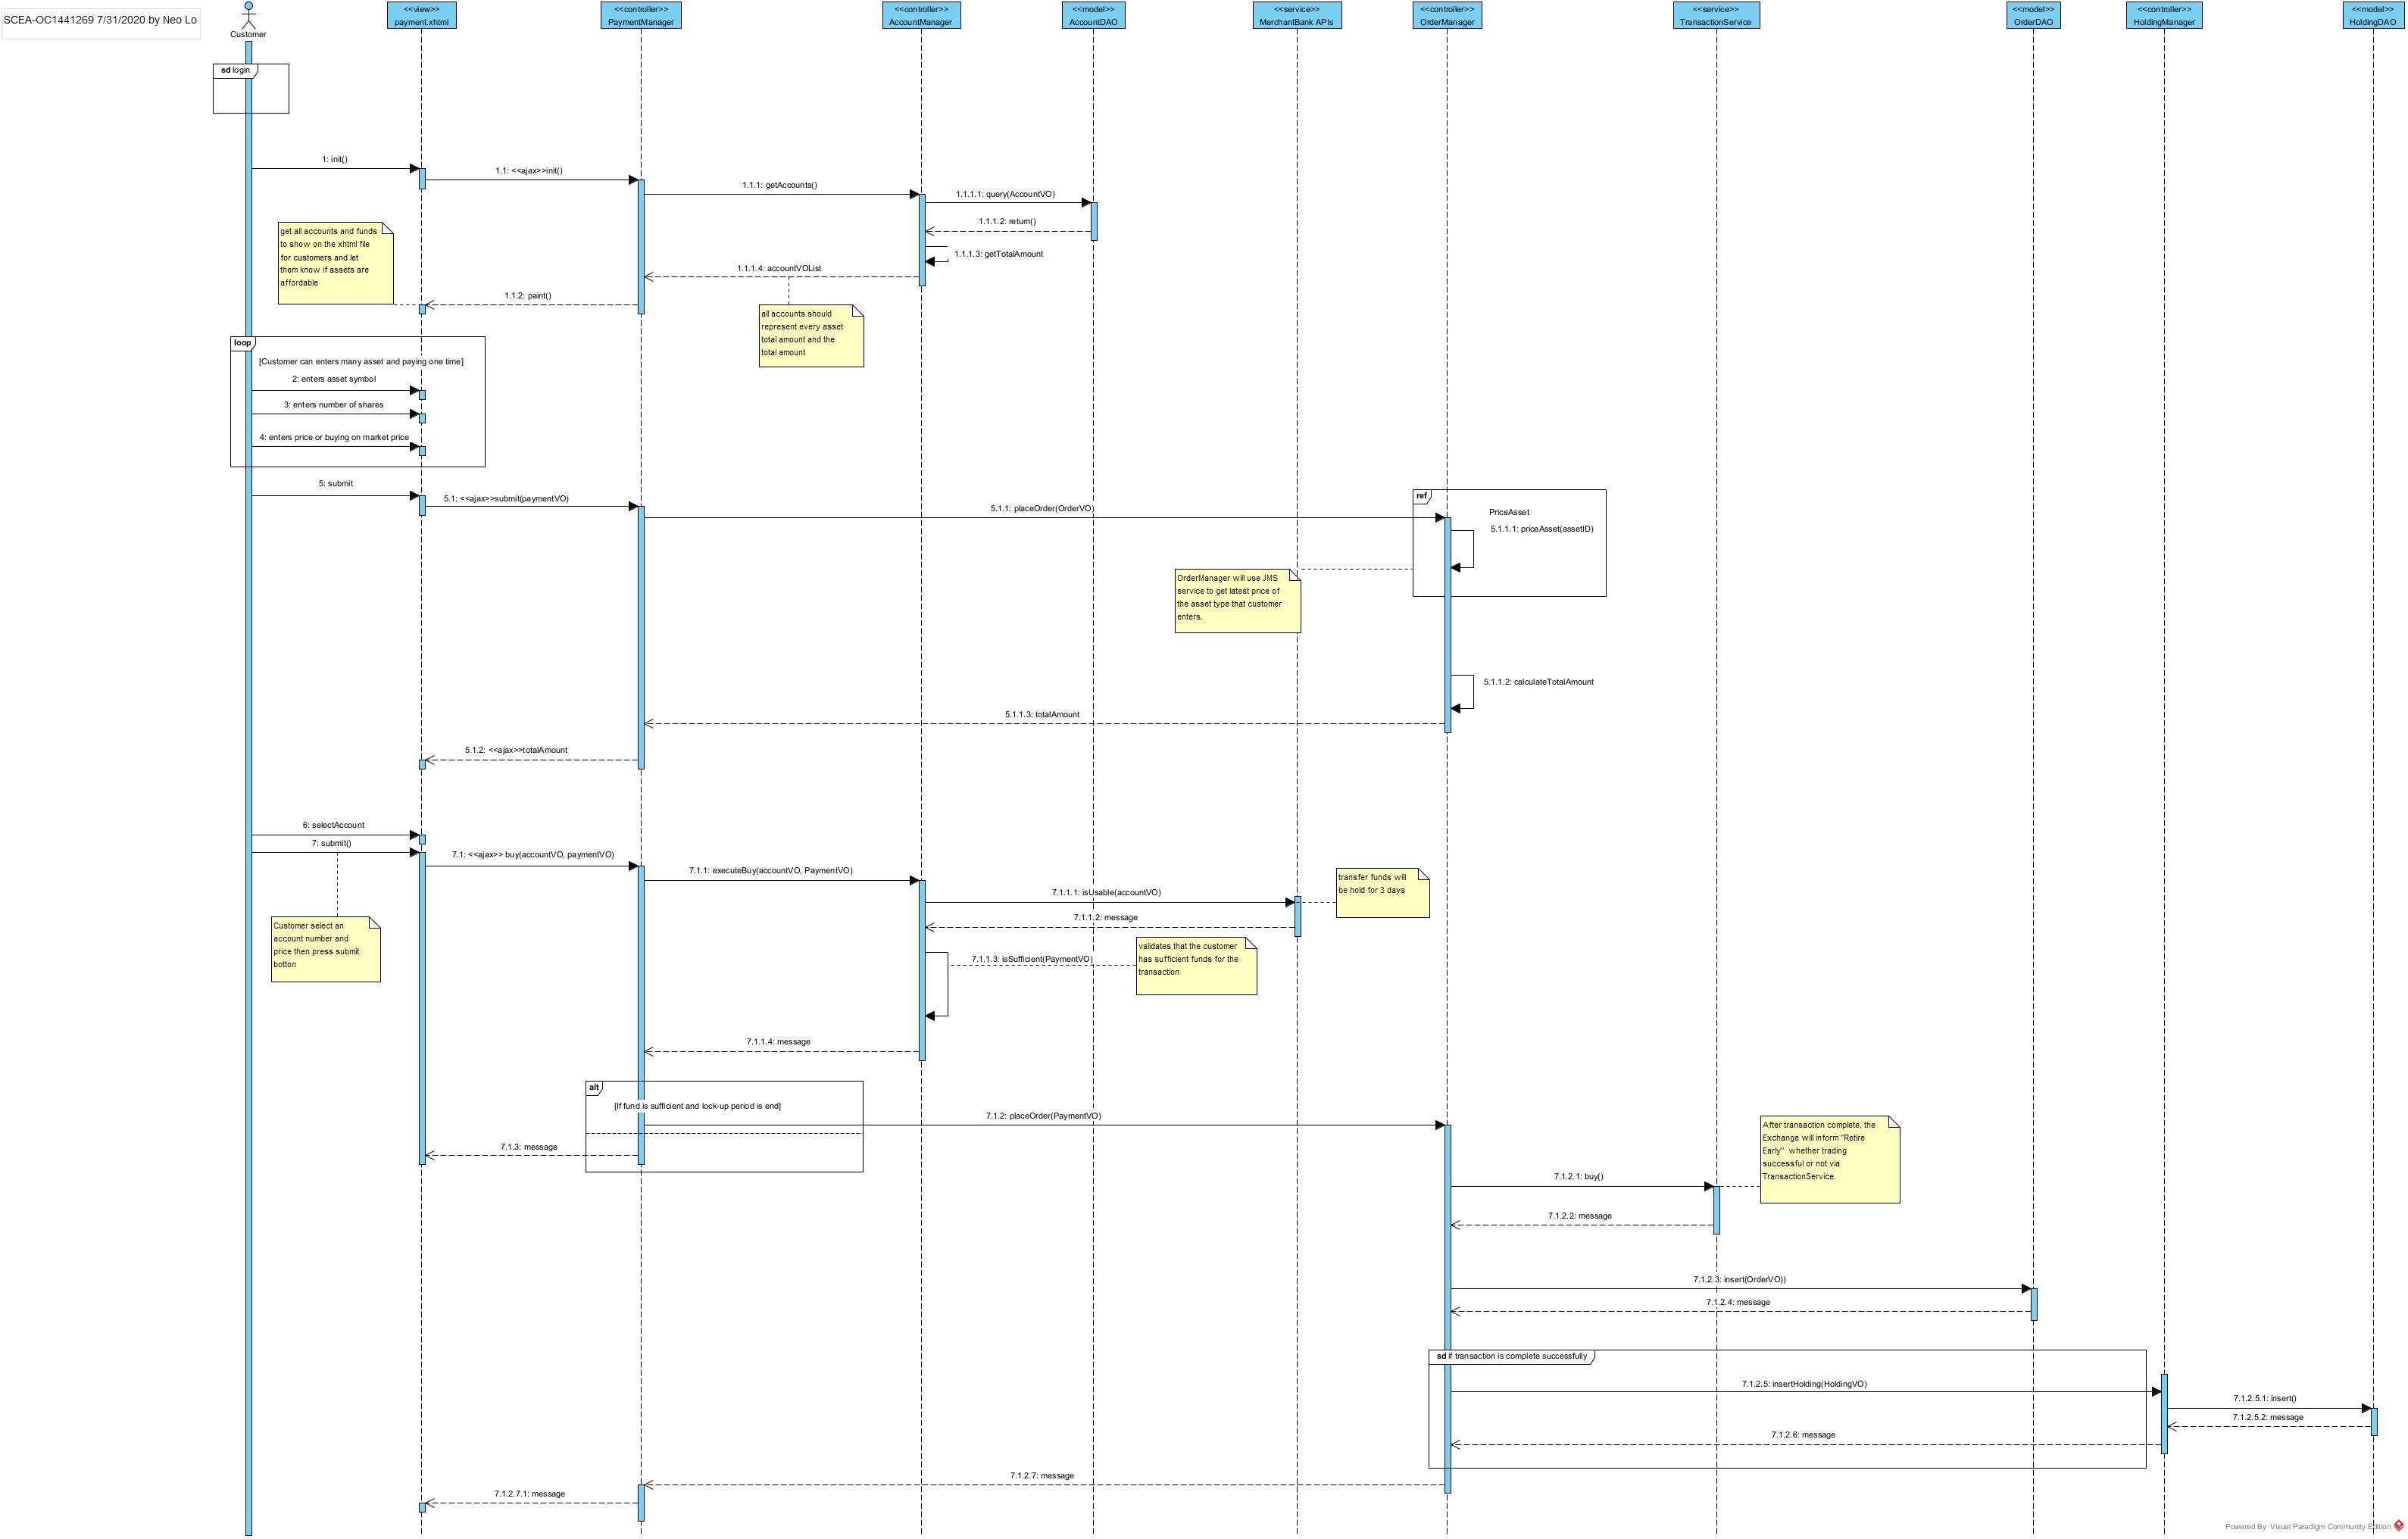 SCEA-OC1441269 7/31/2020 by Neo Lo
Customer
<<view>>
payment.xhtml
<<controller>>
PaymentManager
<<controller>>
AccountManager
<<model>>
AccountDAO
<<service>>
MerchantBank APIs
<<controller>>
OrderManager
<<service>>
TransactionService
<<model>>
OrderDAO
<<controller>>
HoldingManager
<<model>>
HoldingDAO
sd login
1: init()
1.1: <<ajax>>init()
1.1.1: getAccounts()
1.1.1.1: query(AccountVO)
1.1.1.2: return()
get all accounts and funds
to show on the xhtml file
for customers and let
them know if assets are
affordable
1.1.1.3: getTotalAmount
1.1.1.4: accountVOList
1.1.2: paint()
all accounts should
represent every asset
total amount and the
total amount
loop
[Customer can enters many asset and paying one time]
2: enters asset symbol
3: enters number of shares
4: enters price or buying on market price
5: submit
5.1: <<ajax>>submit(paymentVO)
5.1.1: placeOrder(OrderVO)
ref
PriceAsset
5.1.1.1: priceAsset(assetID)
OrderManager will use JMS
service to get latest price of
the asset type that customer
enters.
5.1.1.2: calculateTotalAmount
5.1.1.3: totalAmount
5.1.2: <<ajax>>totalAmount
6: selectAccount
7: submit()
7.1: <<ajax>> buy(accountVO, paymentVO)
7.1.1: executeBuy(accountVO, PaymentVO)
transfer funds will
be hold for 3 days
7.1.1.1: isUsable(accountVO)
7.1.1.2: message
Customer select an
account number and
price then press submit
botton
validates that the customer
has sufficient funds for the
transaction
7.1.1.3: isSufficient(PaymentVO)
7.1.1.4: message
alt
[If fund is sufficient and lock-up period is end]
7.1.2: placeOrder(PaymentVO)
7.1.3: message
After transaction complete, the
Exchange will inform "Retire
Early" whether trading
successful or not via
TransactionService.
7.1.2.1: buy()
7.1.2.2: message
7.1.2.3: insert(OrderVO))
7.1.2.4: message
sd if transaction is complete successfully
7.1.2.5: insertHolding(HoldingVO)
7.1.2.5.1: insert()
7.1.2.5.2: message
7.1.2.6: message
7.1.2.7: message
7.1.2.7.1: message
Powered By Visual Paradigm Community Edition